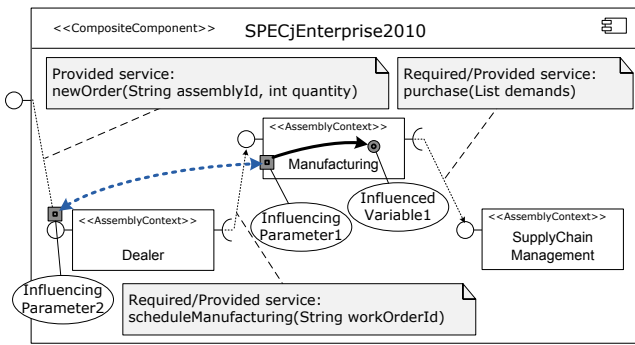 <<CompositeComponent>> SPECjEnterprise2010
Provided service:
newOrder(String assemblyId, int quantity)
Required/Provided service:
purchase(List demands)
<<AssemblyContext>>
Manufacturing
Influencing
Parameter1
Influenced
Variable1
<<AssemblyContext>>
Dealer
<<AssemblyContext>>
SupplyChain
Management
Influencing
Parameter2
Required/Provided service:
scheduleManufacturing(String workOrderId)